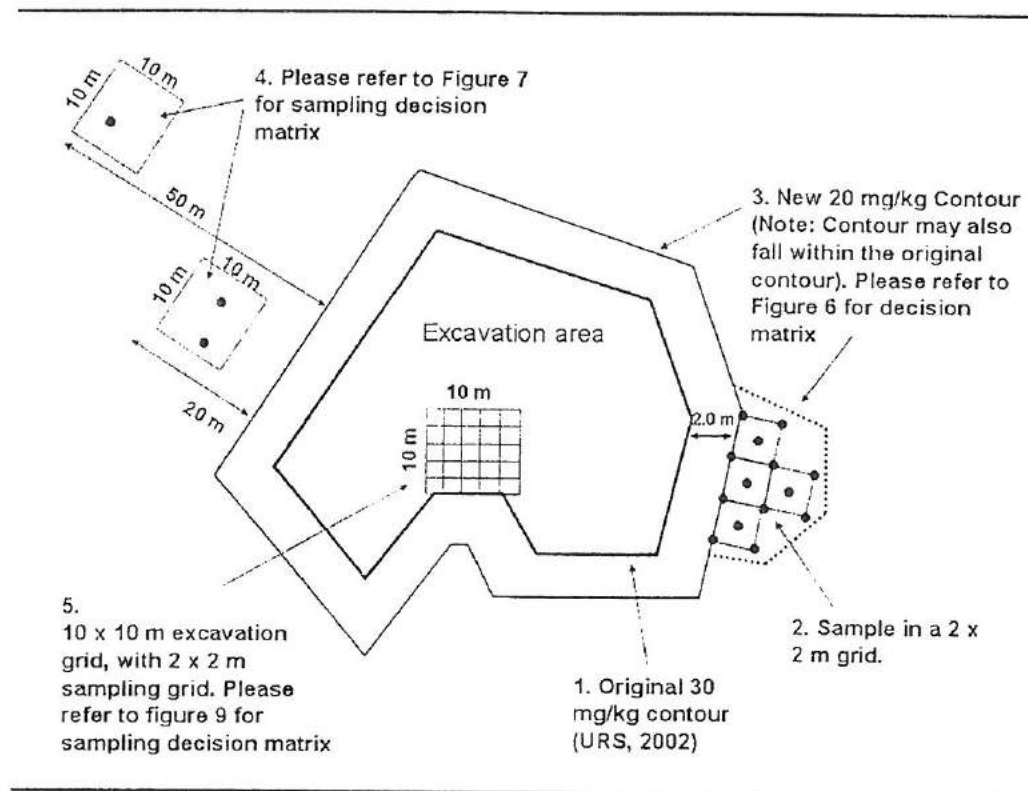 10 m
10 m
4. Please refer to Figure 7
for sampling decision
matrix
50 m
3. New 20 mg/kg Contour
(Note: Contour may also
fall within the original
contour). Please refer to
Figure 6 for decision
matrix
10 m
10 m
Excavation area
20 m
10 m
10 m
2.0 m
5.
10 x 10 m excavation
grid, with 2 x 2 m
sampling grid. Please
refer to figure 9 for
sampling decision matrix
1. Original 30
mg/kg contour
(URS, 2002)
2. Sample in a 2 x
2 m grid.